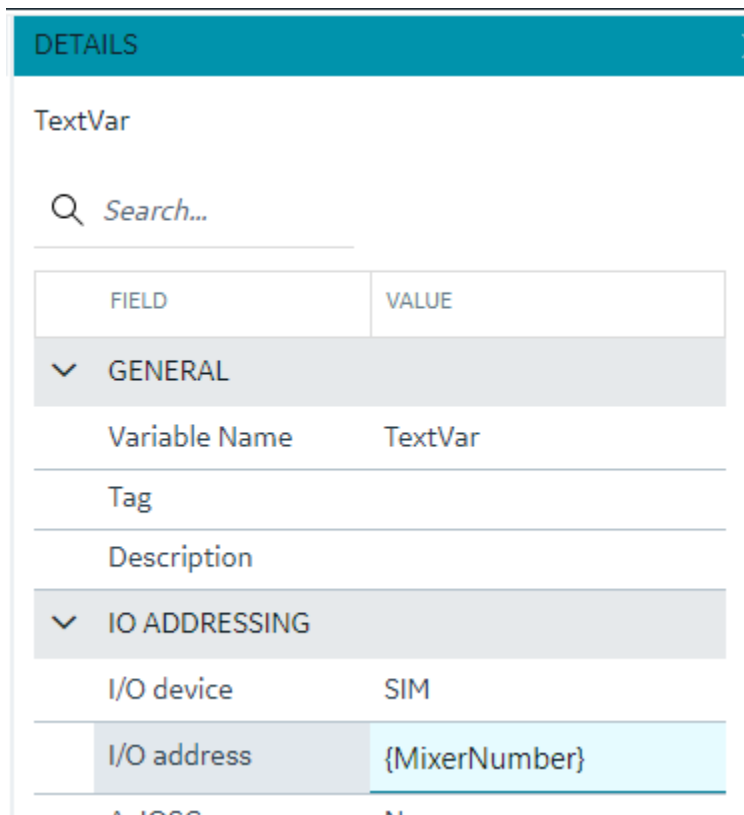 DETAILS
TextVar
Search...
FIELD VALUE
GENERAL
Variable Name TextVar
Tag
Description
IO ADDRESSING
I/O device SIM
I/O address {MixerNumber}